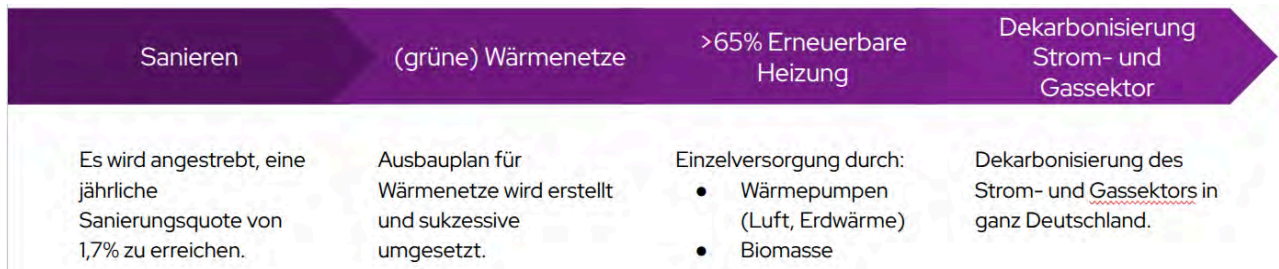 Sanieren
(grüne) Wärmenetze
>65% Erneuerbare
Heizung
Dekarbonisierung
Strom- und
Gassektor
Es wird angestrebt, eine
jährliche
Sanierungsquote von
1,7% zu erreichen.
Ausbauplan für
Wärmenetze wird erstellt
und sukzessive
umgesetzt.
Einzelversorgung durch:
● Wärmepumpen
(Luft, Erdwärme)
● Biomasse
Dekarbonisierung des
Strom- und Gassektors in
ganz Deutschland.